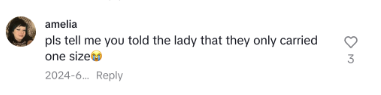 amelia
pls tell me you told the lady that they only carried
one size😭
3
2024-6... Reply